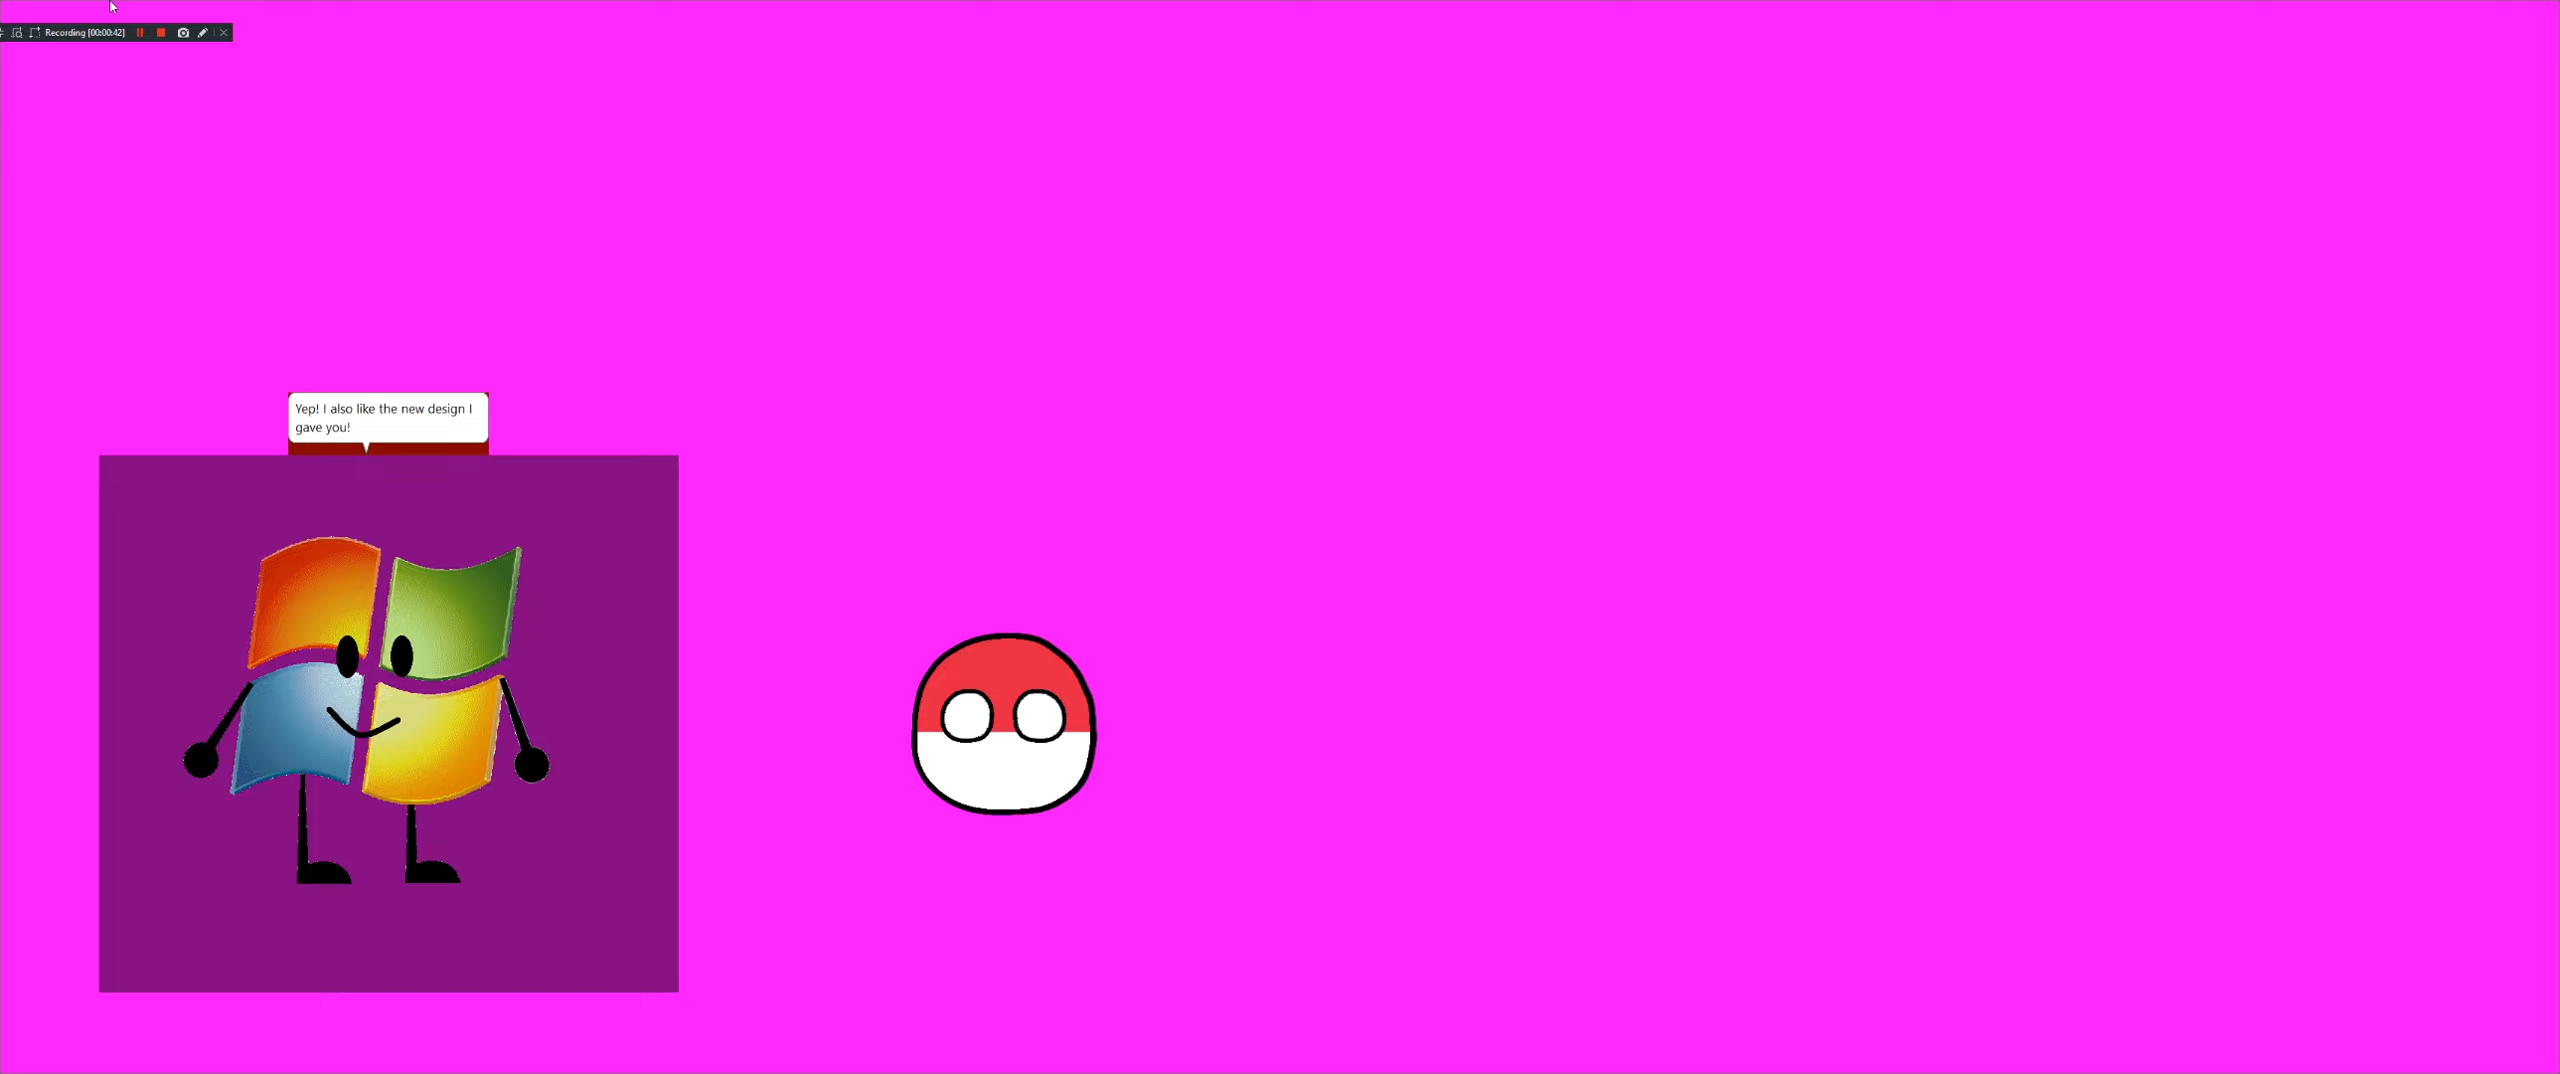 Recording [00:00:42]
Yep! I also like the new design I
gave you!